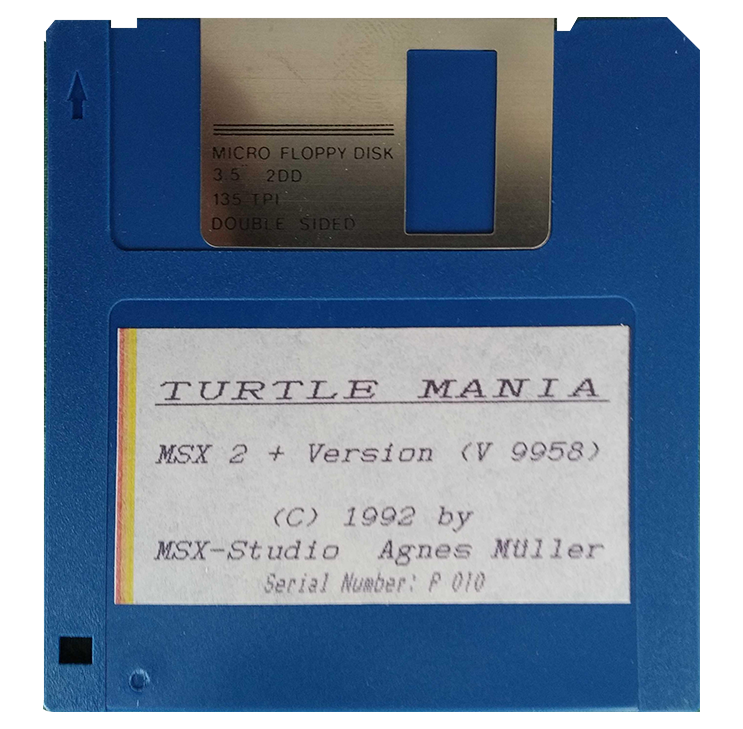 MICRO FLOPPY DISK
3.5" 2DD
135 TPI
DOUBLE SIDED
TURTLE MANIA
MSX 2 + Version (V 9958)
(C) 1992 by
MSX-Studio Agnes Müller
Serial Number: P 010